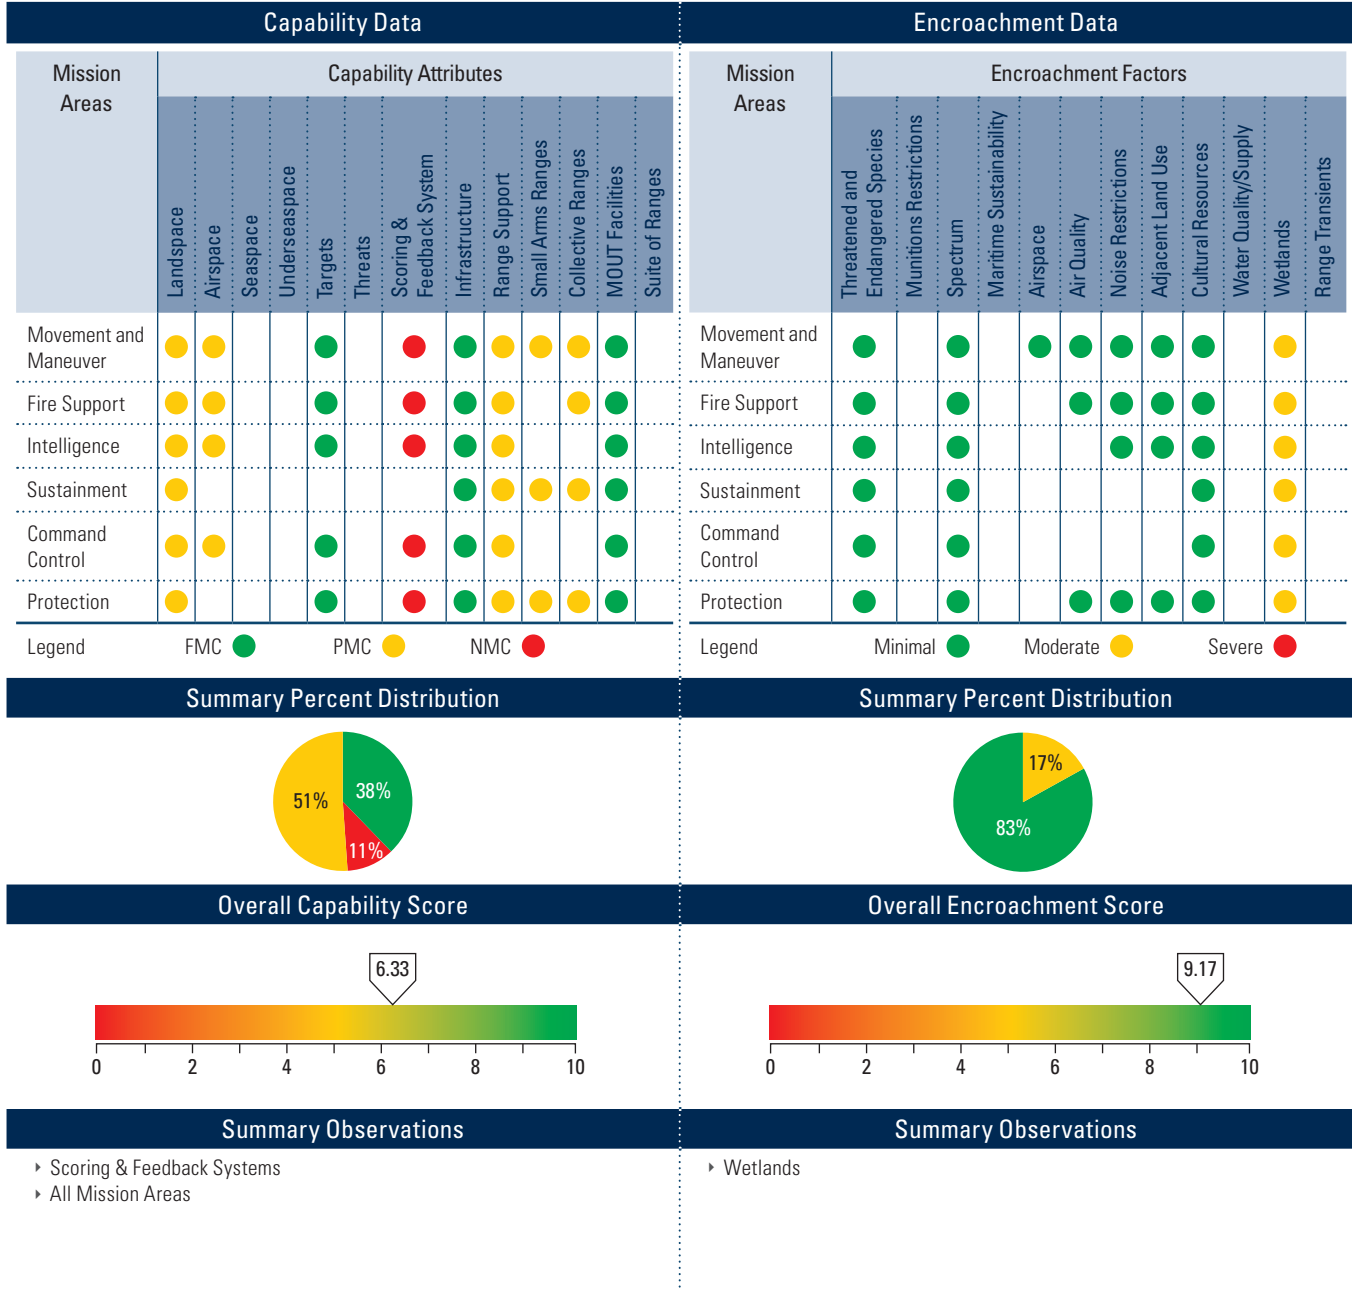 Capability Data
Mission
Areas
Capability Attributes
Landspace
Airspace
Seaspace
Underseaspace
Targets
Threats
Scoring &
Feedback System
Infrastructure
Range Support
Small Arms Ranges
Collective Ranges
MOUT Facilities
Suite of Ranges
Movement and
Maneuver
Fire Support
Intelligence
Sustainment
Command
Control
Protection
Legend FMC PMC NMC
Summary Percent Distribution
38%
51%
11%
Overall Capability Score
6.33
0 2 4 6 8 10
Summary Observations
‣ Scoring & Feedback Systems
‣ All Mission Areas
Encroachment Data
Mission
Areas
Encroachment Factors
Threatened and
Endangered Species
Munitions Restrictions
Spectrum
Maritime Sustainability
Airspace
Air Quality
Noise Restrictions
Adjacent Land Use
Cultural Resources
Water Quality/Supply
Wetlands
Range Transients
Movement and
Maneuver
Fire Support
Intelligence
Sustainment
Command
Control
Protection
Legend Minimal Moderate Severe
Summary Percent Distribution
17%
83%
Overall Encroachment Score
9.17
0 2 4 6 8 10
Summary Observations
‣ Wetlands